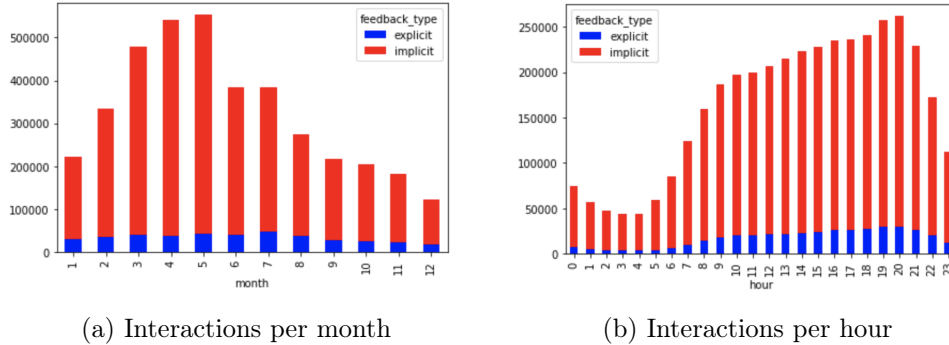 feedback_type
explicit
implicit
500000
400000
300000
200000
100000
0
1 2 3 4 5 6 7 8 9 10 11 12
month
(a) Interactions per month
feedback_type
explicit
implicit
250000
200000
150000
100000
50000
0
0 1 2 3 4 5 6 7 8 9 10 11 12 13 14 15 16 17 18 19 20 21 22 23
hour
(b) Interactions per hour